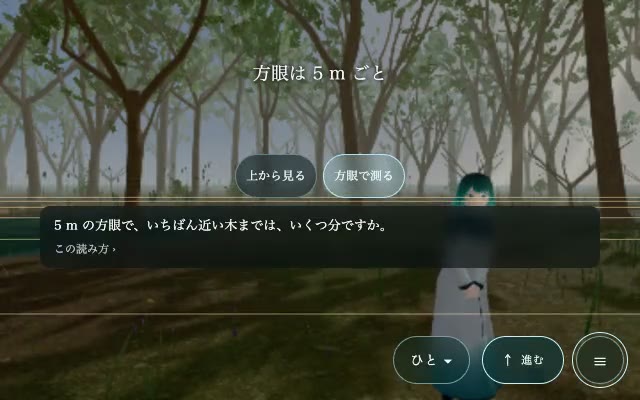 方眼は 5 m ごと
上から見る
方眼で測る
5 m の方眼で、いちばん近い木までは、いくつ分ですか。
この読み方 ›
ひと
↑ 進む